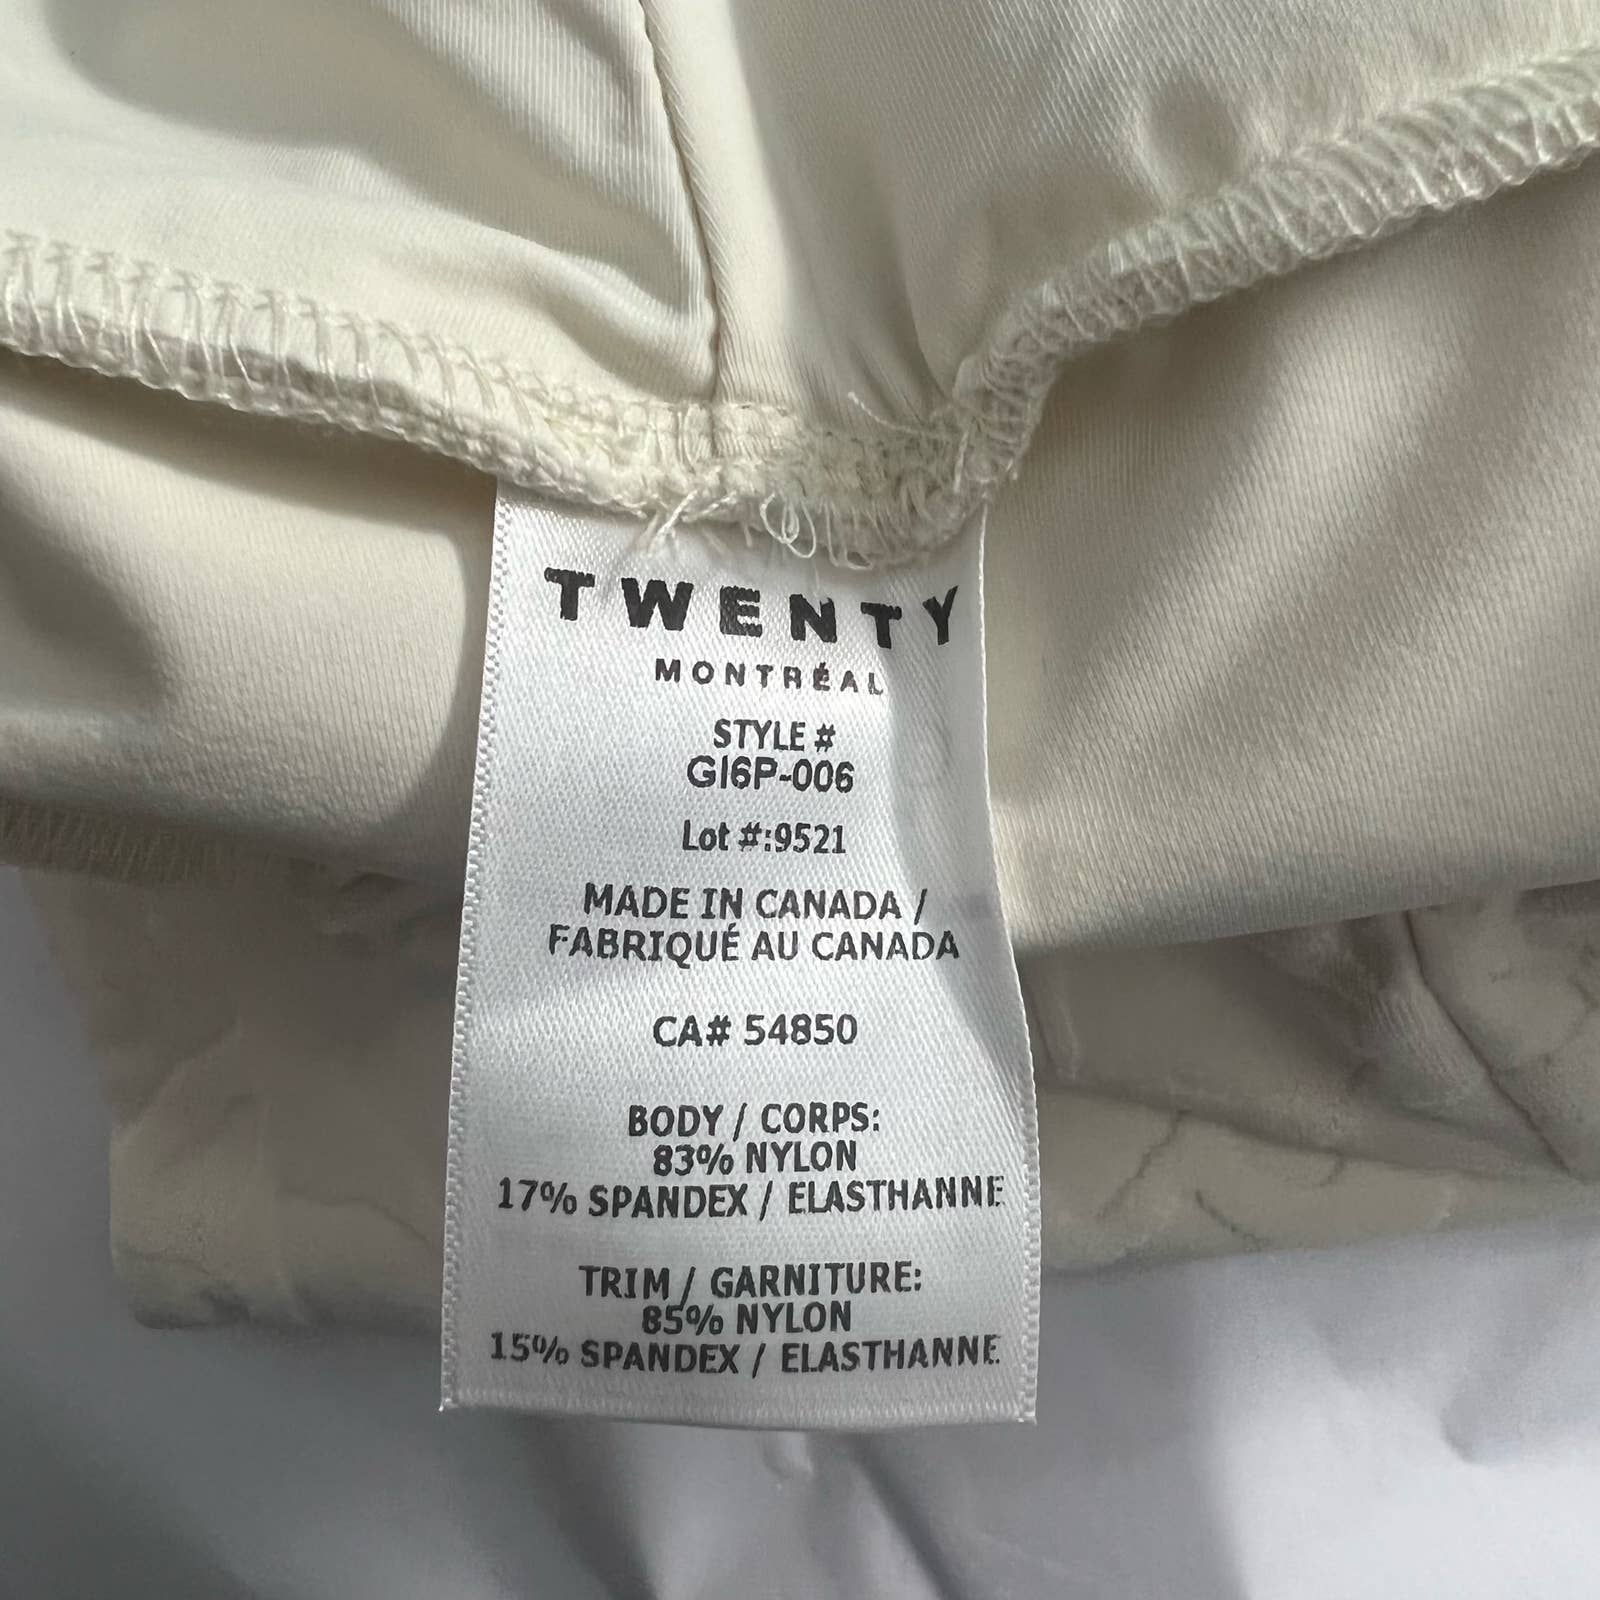 TWENTY
MONTRÉAL
STYLE #
GI6P-006
Lot #:9521
MADE IN CANADA /
FABRIQUÉ AU CANADA
CA# 54850
BODY / CORPS:
83% NYLON
17% SPANDEX / ELASTHANNE
TRIM / GARNITURE:
85% NYLON
15% SPANDEX / ELASTHANNE